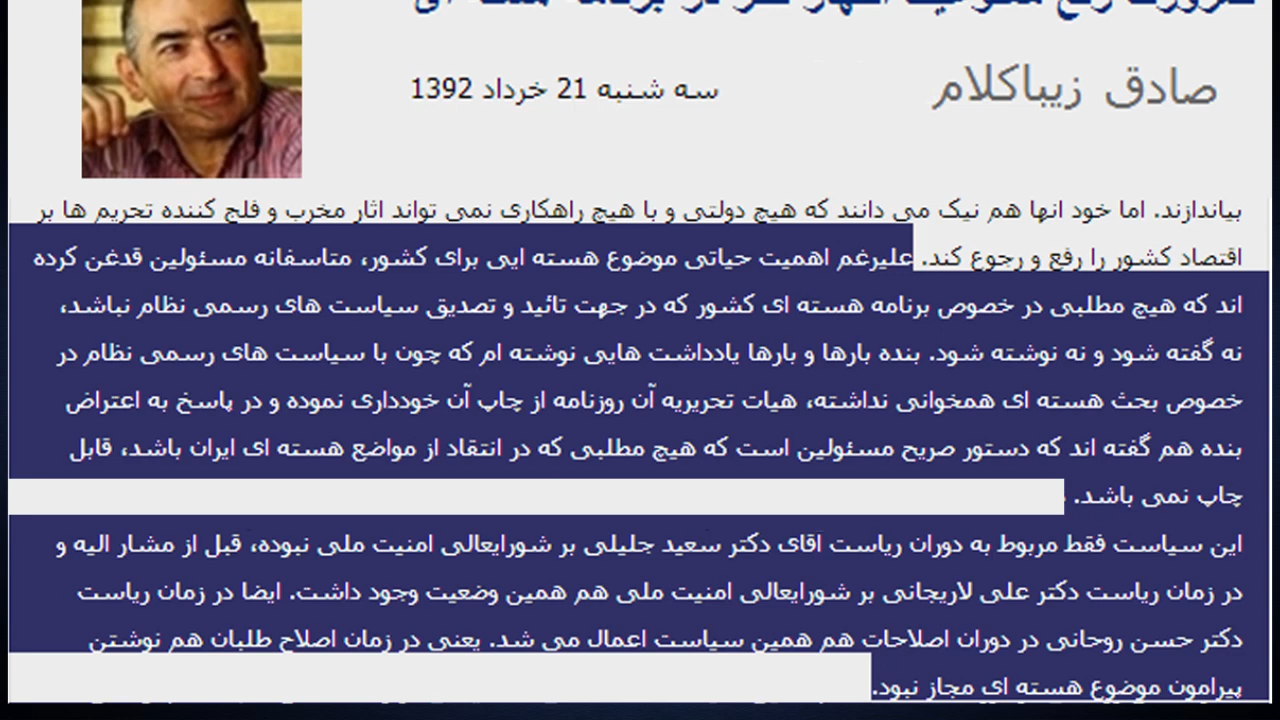 صادق زیباکلام
سه شنبه 21 خرداد 1392
بیاندازند. اما خود انها هم نیک می دانند که هیچ دولتی و با هیچ راهکاری نمی تواند اثار مخرب و فلج کننده تحریم ها بر
اقتصاد کشور را رفع و رجوع کند. علیرغم اهمیت حیاتی موضوع هسته ایی برای کشور، متاسفانه مسئولین قدغن کرده
اند که هیچ مطلبی در خصوص برنامه هسته ای کشور که در جهت تائید و تصدیق سیاست های رسمی نظام نباشد،
نه گفته شود و نه نوشته شود. بنده بارها و بارها یادداشت هایی نوشته ام که چون با سیاست های رسمی نظام در
خصوص بحث هسته ای همخوانی نداشته، هیات تحریریه آن روزنامه از چاپ آن خودداری نموده و در پاسخ به اعتراض
بنده هم گفته اند که دستور صریح مسئولین است که هیچ مطلبی که در انتقاد از مواضع هسته ای ایران باشد، قابل
چاپ نمی باشد.
این سیاست فقط مربوط به دوران ریاست اقای دکتر سعید جلیلی بر شورایعالی امنیت ملی نبوده، قبل از مشار الیه و
در زمان ریاست دکتر علی لاریجانی بر شورایعالی امنیت ملی هم همین وضعیت وجود داشت. ایضا در زمان ریاست
دکتر حسن روحانی در دوران اصلاحات هم همین سیاست اعمال می شد. یعنی در زمان اصلاح طلبان هم نوشتن
پیرامون موضوع هسته ای مجاز نبود.